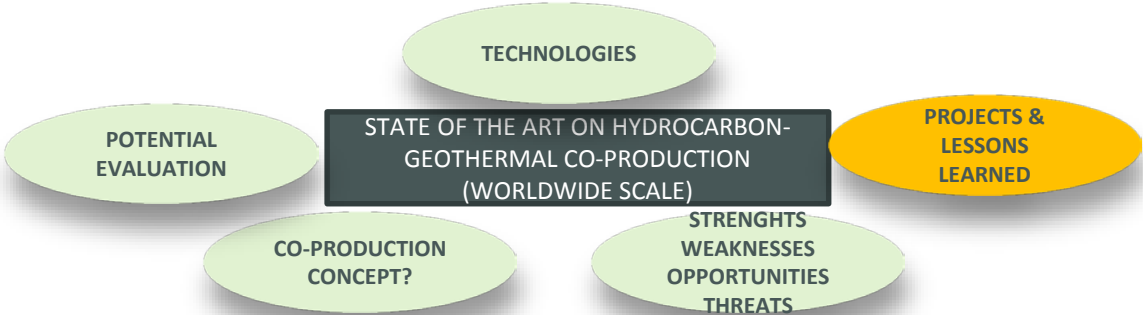 TECHNOLOGIES
POTENTIAL
EVALUATION
STATE OF THE ART ON HYDROCARBON-
GEOTHERMAL CO-PRODUCTION
(WORLDWIDE SCALE)
PROJECTS &
LESSONS
LEARNED
CO-PRODUCTION
CONCEPT?
STRENGHTS
WEAKNESSES
OPPORTUNITIES
THREATS